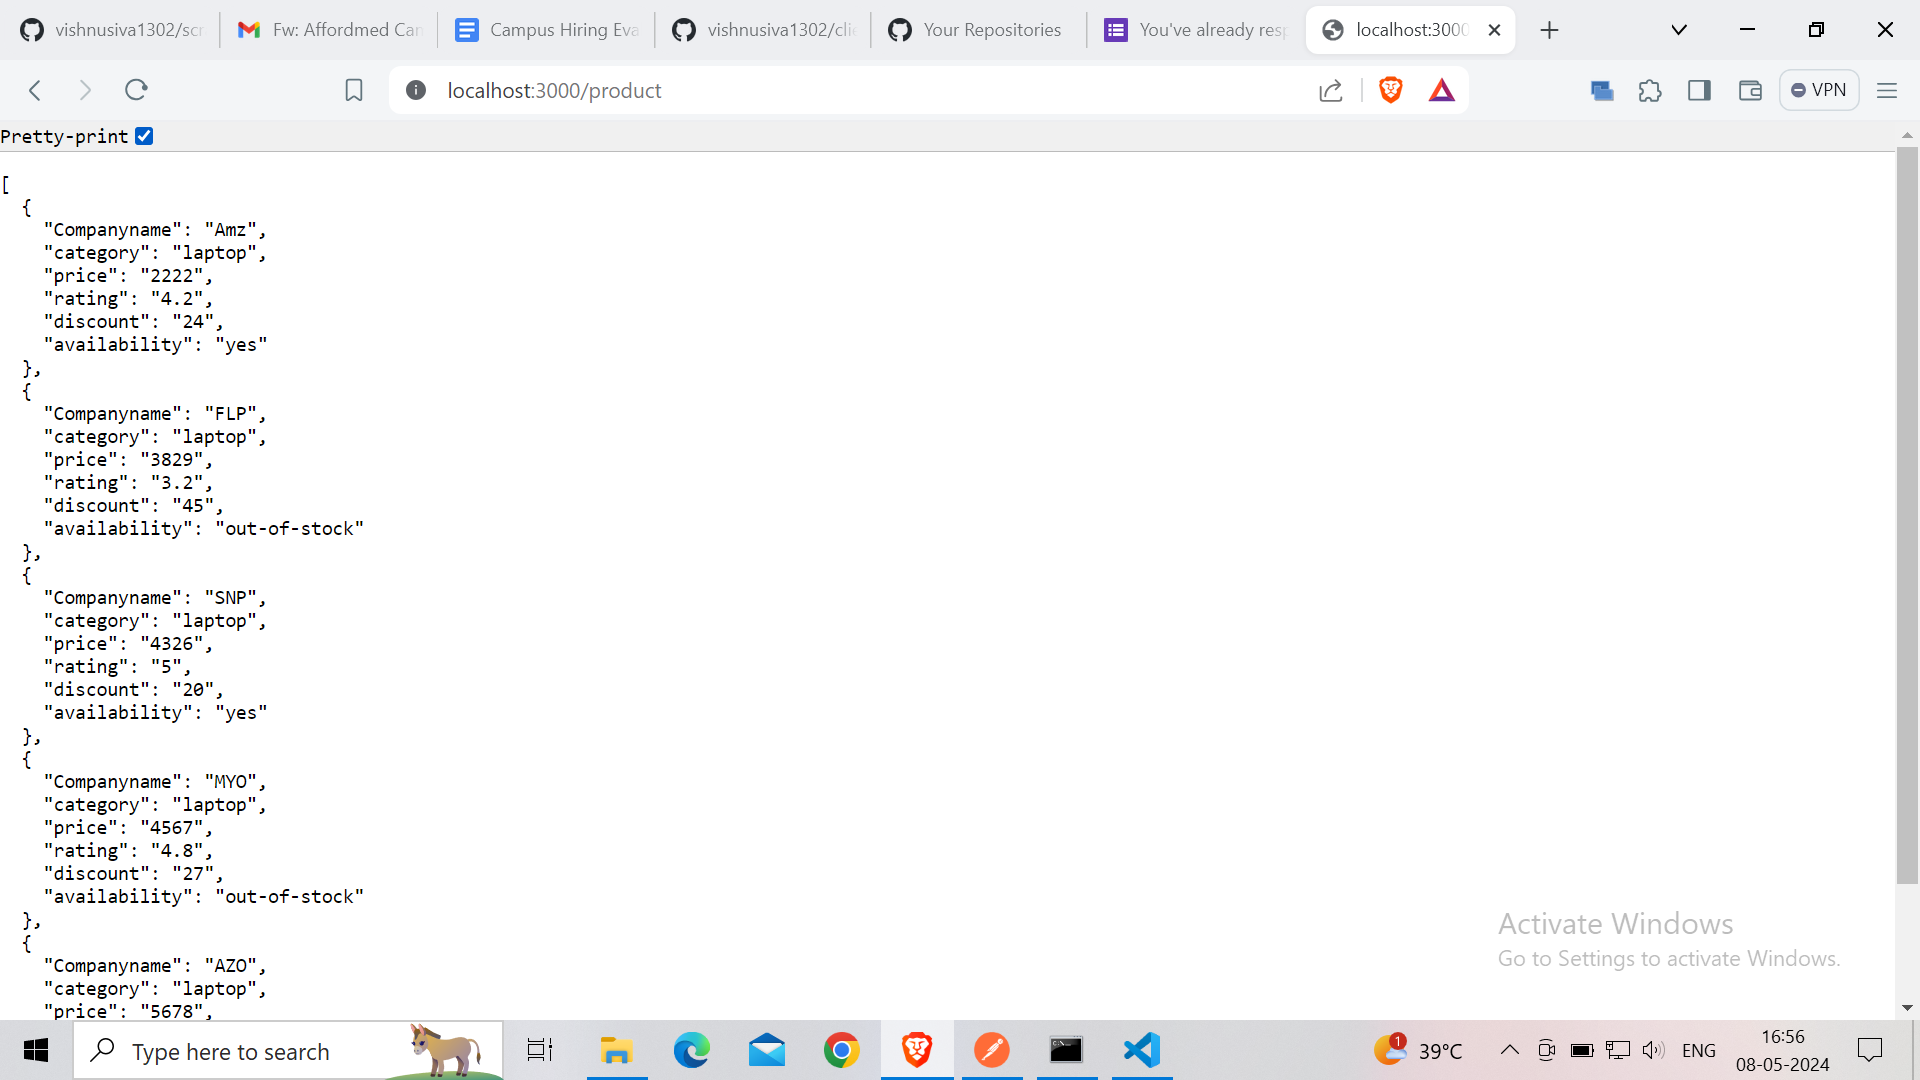 vishnusiva1302/scr
Fw: Affordmed Can
Campus Hiring Eva
vishnusiva1302/clie
Your Repositories
You've already resp
localhost:3000
localhost:3000/product
VPN
Pretty-print
[
{
"Companyname": "Amz",
"category": "laptop",
"price": "2222",
"rating": "4.2",
"discount": "24",
"availability": "yes"
},
{
"Companyname": "FLP",
"category": "laptop",
"price": "3829",
"rating": "3.2",
"discount": "45",
"availability": "out-of-stock"
},
{
"Companyname": "SNP",
"category": "laptop",
"price": "4326",
"rating": "5",
"discount": "20",
"availability": "yes"
},
{
"Companyname": "MYO",
"category": "laptop",
"price": "4567",
"rating": "4.8",
"discount": "27",
"availability": "out-of-stock"
},
{
"Companyname": "AZO",
"category": "laptop",
"price": "5678",
Activate Windows
Go to Settings to activate Windows.
Type here to search
1
39°C
ENG
16:56
08-05-2024